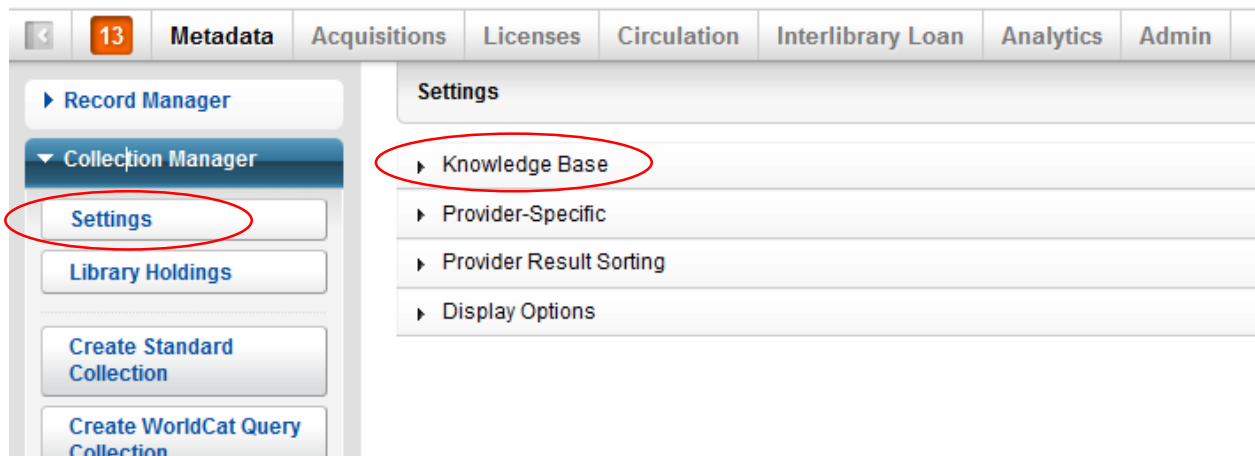 13 Metadata Acquisitions Licenses Circulation Interlibrary Loan Analytics Admin
Record Manager
Collection Manager
Settings
Library Holdings
Create Standard
Collection
Create WorldCat Query
Collection
Settings
Knowledge Base
Provider-Specific
Provider Result Sorting
Display Options